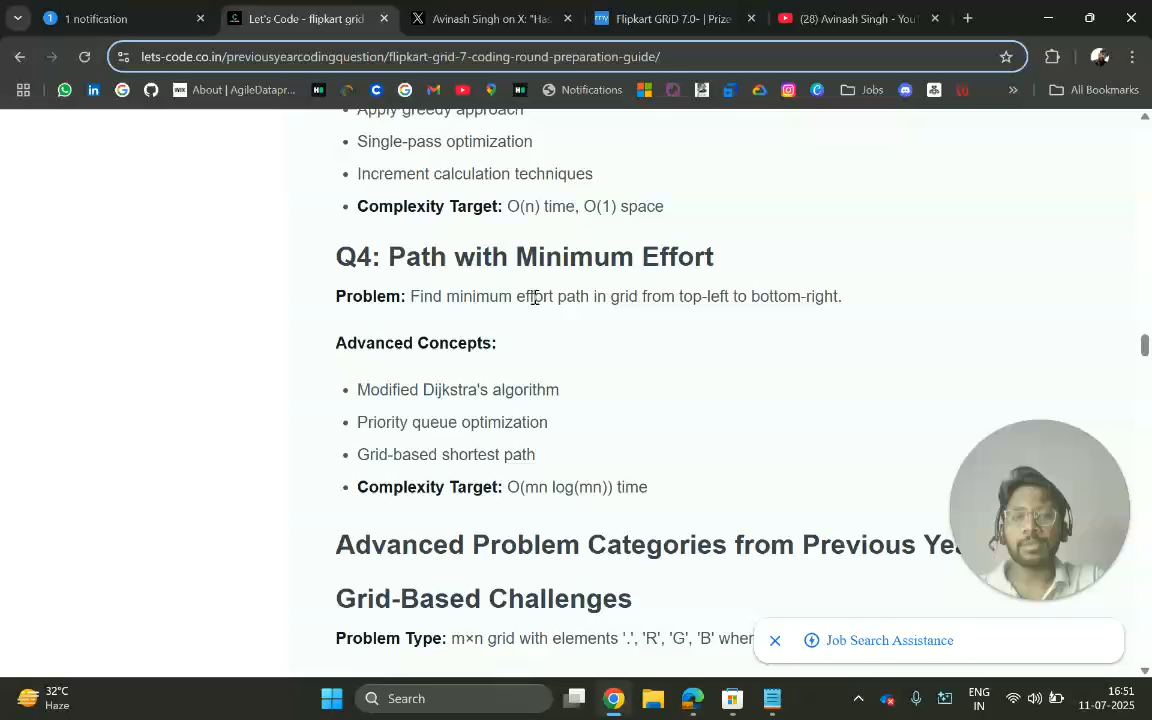 1 notification
Let's Code - flipkart grid
Avinash Singh on X: "Has
my
Flipkart GRiD 7.0- | Prize
(28) Avinash Singh - You
lets-code.co.in/previousyearcodingquestion/flipkart-grid-7-coding-round-preparation-guide/
About | AgileDatapr...
Notifications
Jobs
All Bookmarks
Apply greedy approach
Single-pass optimization
Increment calculation techniques
Complexity Target: O(n) time, O(1) space
Q4: Path with Minimum Effort
Problem: Find minimum effort path in grid from top-left to bottom-right.
Advanced Concepts:
Modified Dijkstra's algorithm
Priority queue optimization
Grid-based shortest path
Complexity Target: O(mn log(mn)) time
Advanced Problem Categories from Previous Yea
Grid-Based Challenges
Problem Type: m×n grid with elements '.', 'R', 'G', 'B' wher
Job Search Assistance
32°C
Haze
Search
ENG
IN
16:51
11-07-2025